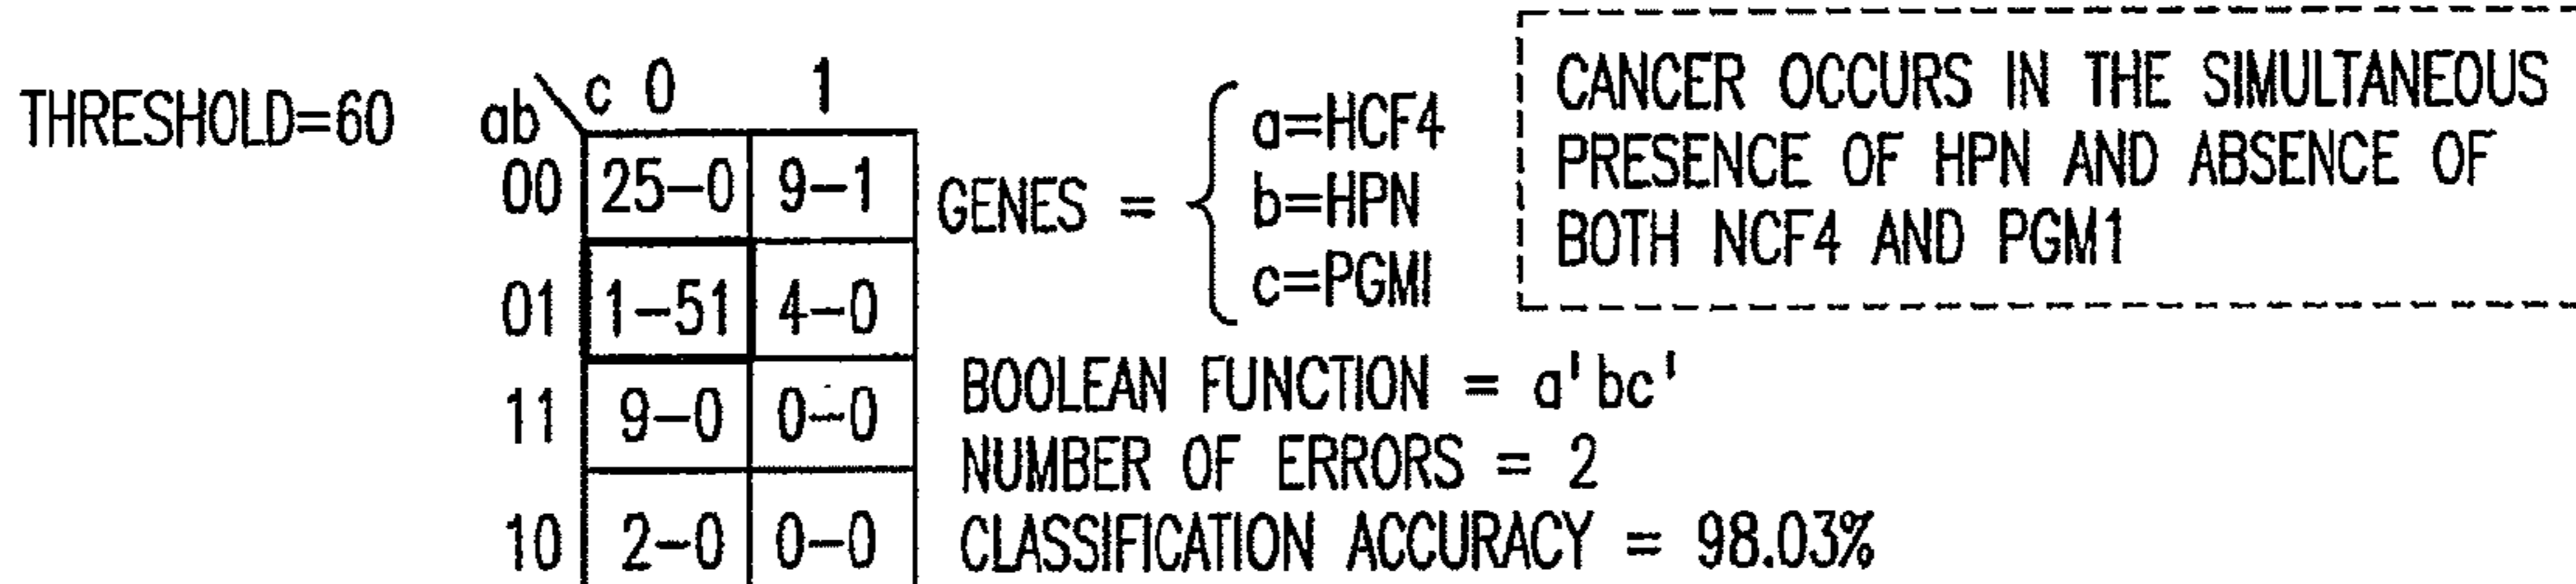 THRESHOLD=60
ab c 0 1
00 25-0 9-1
01 1-51 4-0
11 9-0 0-0
10 2-0 0-0
GENES =
a=HCF4
b=HPN
c=PGMI
CANCER OCCURS IN THE SIMULTANEOUS
PRESENCE OF HPN AND ABSENCE OF
BOTH NCF4 AND PGM1
BOOLEAN FUNCTION = a'bc'
NUMBER OF ERRORS = 2
CLASSIFICATION ACCURACY = 98.03%